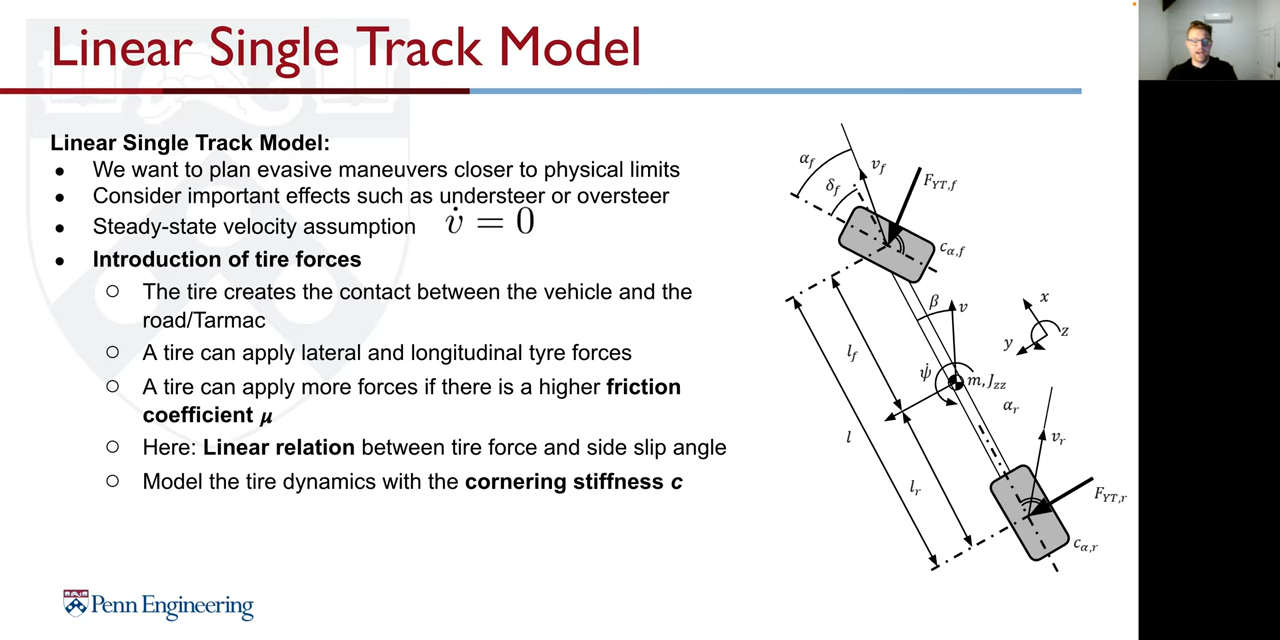 Linear Single Track Model
Linear Single Track Model:
● We want to plan evasive maneuvers closer to physical limits
● Consider important effects such as understeer or oversteer
● Steady-state velocity assumption v̇ = 0
● Introduction of tire forces
○ The tire creates the contact between the vehicle and the
road/Tarmac
○ A tire can apply lateral and longitudinal tyre forces
○ A tire can apply more forces if there is a higher friction
coefficient μ
○ Here: Linear relation between tire force and side slip angle
○ Model the tire dynamics with the cornering stiffness c
α_f
v_f
δ_f
F_YT,f
c_α,f
β
v
x
y
z
l_f
ψ̇
m, J_zz
α_r
l
v_r
l_r
F_YT,r
c_α,r
Penn Engineering